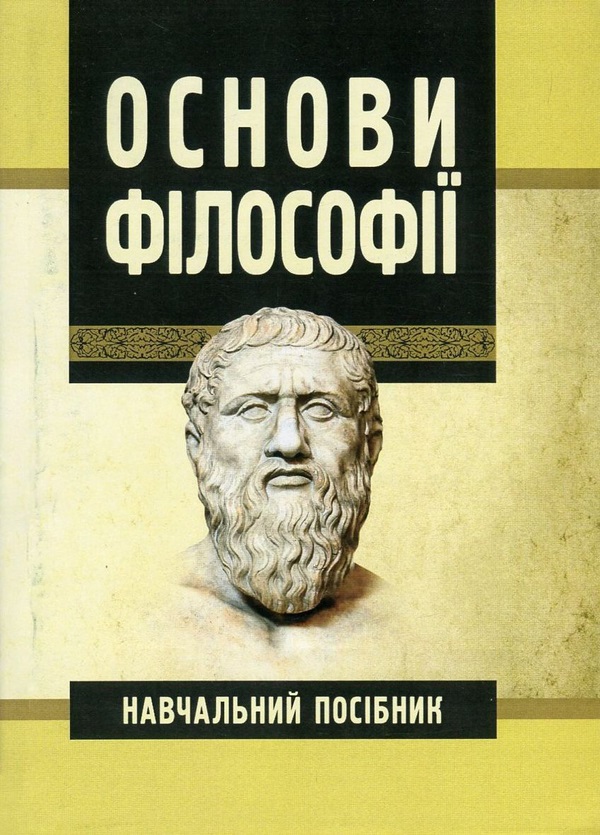 ОСНОВИ
ФІЛОСОФІЇ
НАВЧАЛЬНИЙ ПОСІБНИК